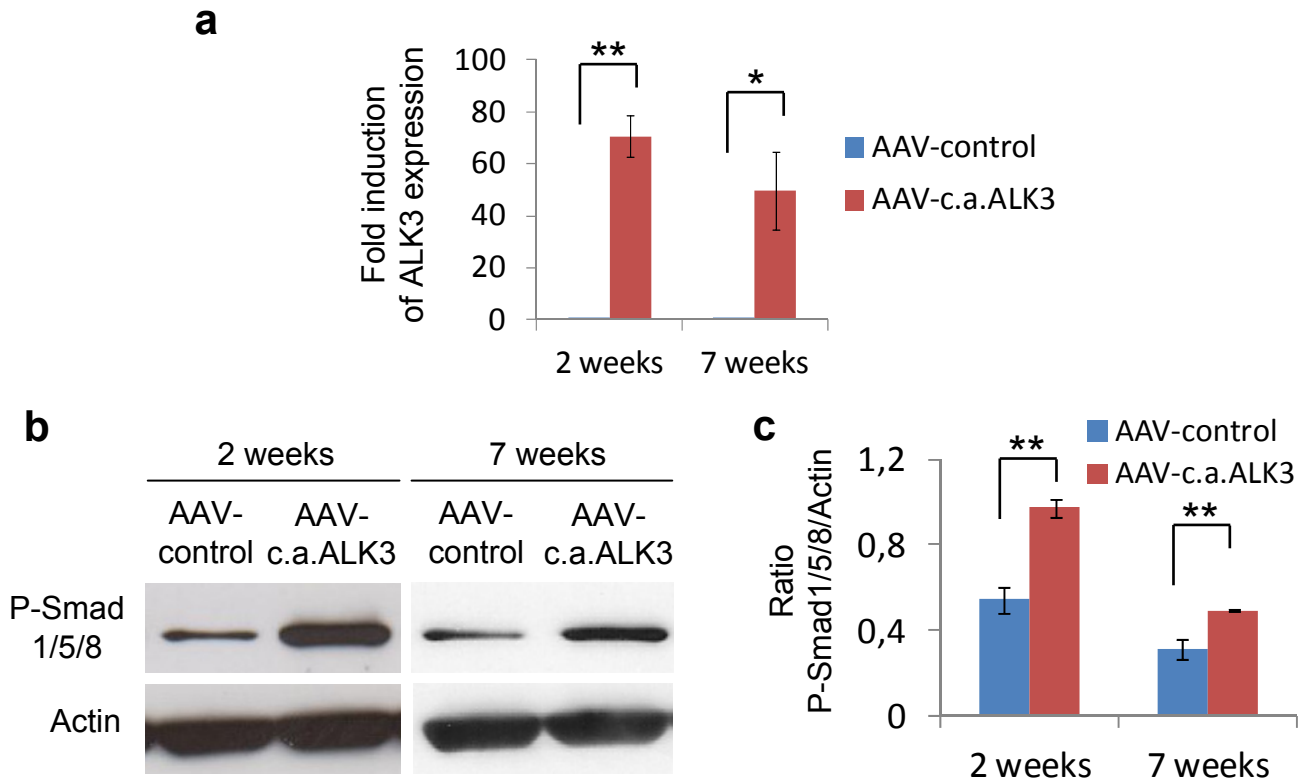 a
Fold induction
of ALK3 expression
100
80
60
40
20
0
**
*
2 weeks
7 weeks
AAV-control
AAV-c.a.ALK3
b
2 weeks
7 weeks
AAV-
control
AAV-
c.a.ALK3
AAV-
control
AAV-
c.a.ALK3
P-Smad
1/5/8
Actin
c
AAV-control
AAV-c.a.ALK3
Ratio
P-Smad1/5/8/Actin
1,2
0,8
0,4
0
**
**
2 weeks
7 weeks